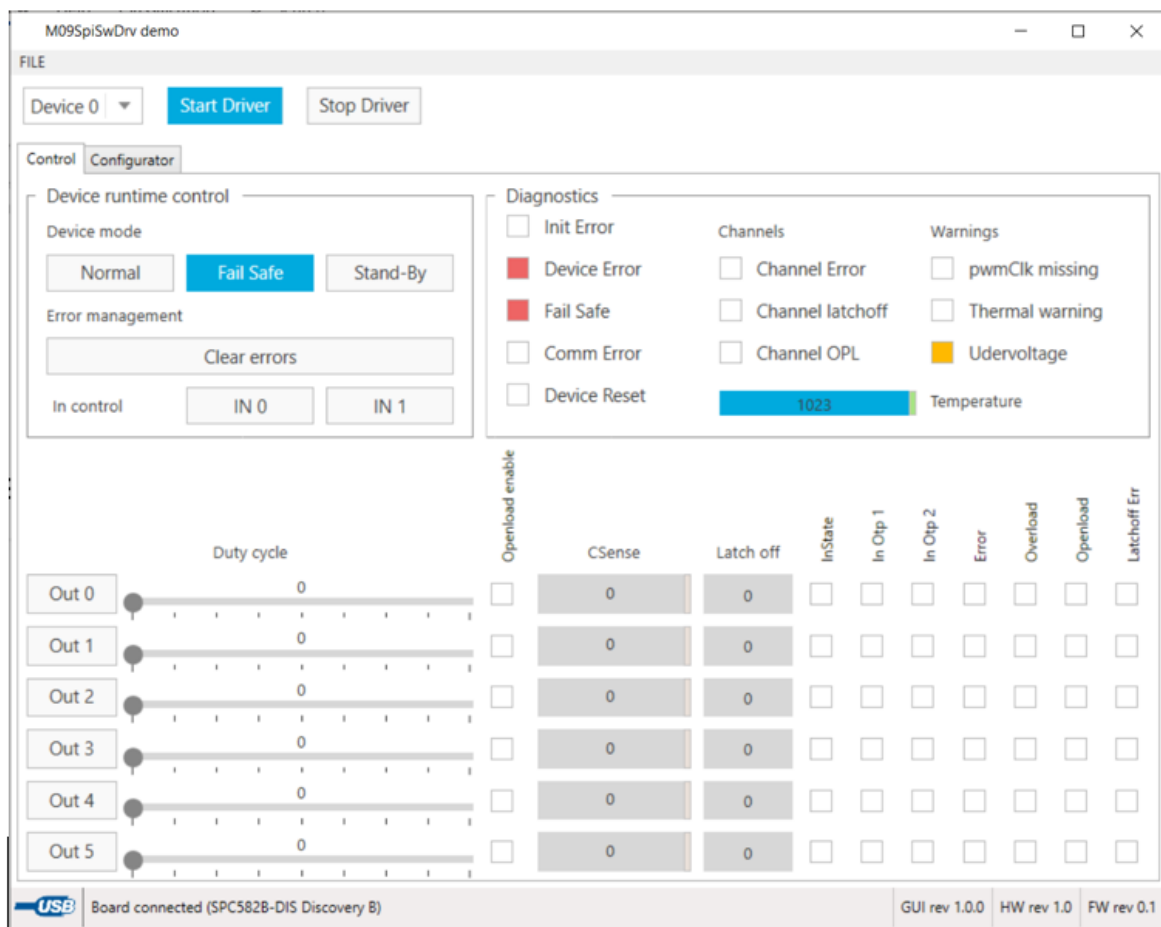 M09SpiSwDrv demo
FILE
Device 0 Start Driver Stop Driver
Control Configurator
Device runtime control
Device mode
Normal Fail Safe Stand-By
Error management
Clear errors
In control IN 0 IN 1
Diagnostics
Init Error
Device Error
Fail Safe
Comm Error
Device Reset
Channels
Channel Error
Channel latchoff
Channel OPL
1023 Temperature
Warnings
pwmClk missing
Thermal warning
Udervoltage
Duty cycle
Openload enable
CSense
Latch off
InState
In Otp 1
In Otp 2
Error
Overload
Openload
Latchoff Err
Out 0 0 0 0
Out 1 0 0 0
Out 2 0 0 0
Out 3 0 0 0
Out 4 0 0 0
Out 5 0 0 0
USB Board connected (SPC582B-DIS Discovery B) GUI rev 1.0.0 HW rev 1.0 FW rev 0.1